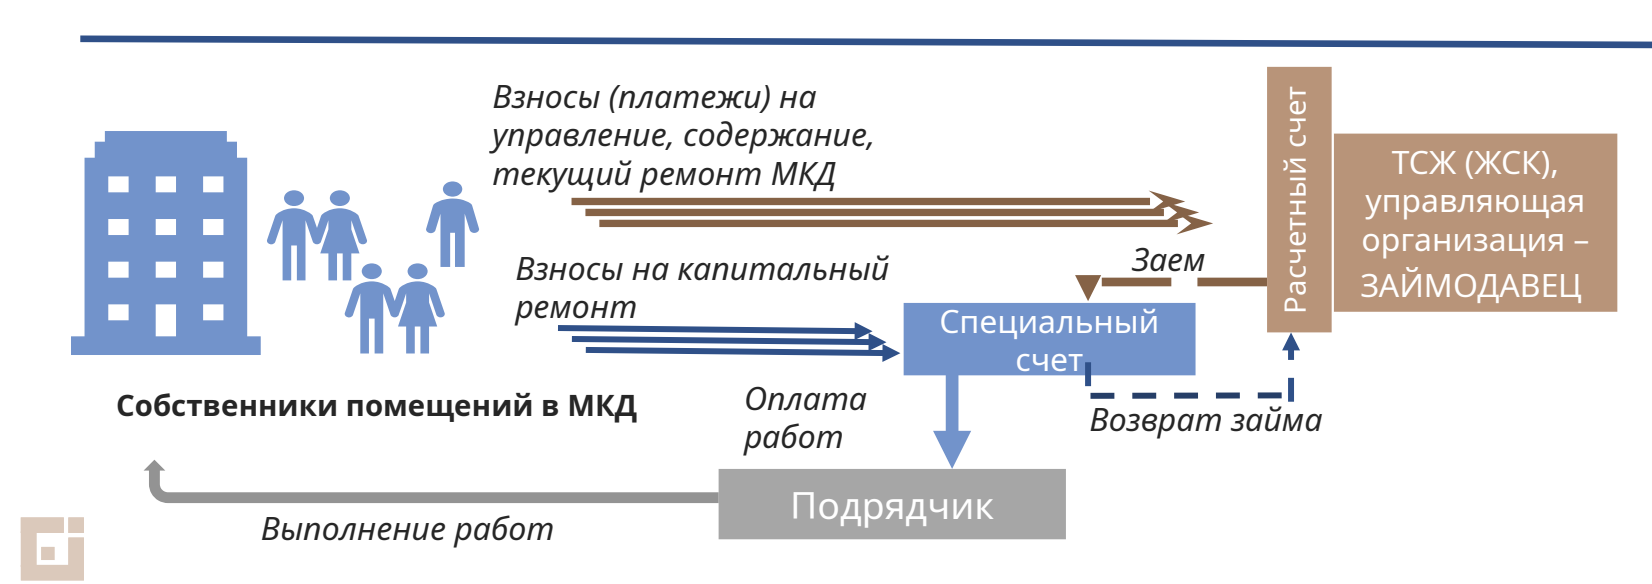 Взносы (платежи) на
управление, содержание,
текущий ремонт МКД
Расчетный счет
ТСЖ (ЖСК),
управляющая
организация –
ЗАЙМОДАВЕЦ
Заем
Взносы на капитальный
ремонт
Специальный
счет
Собственники помещений в МКД
Оплата
работ
Возврат займа
Подрядчик
Выполнение работ